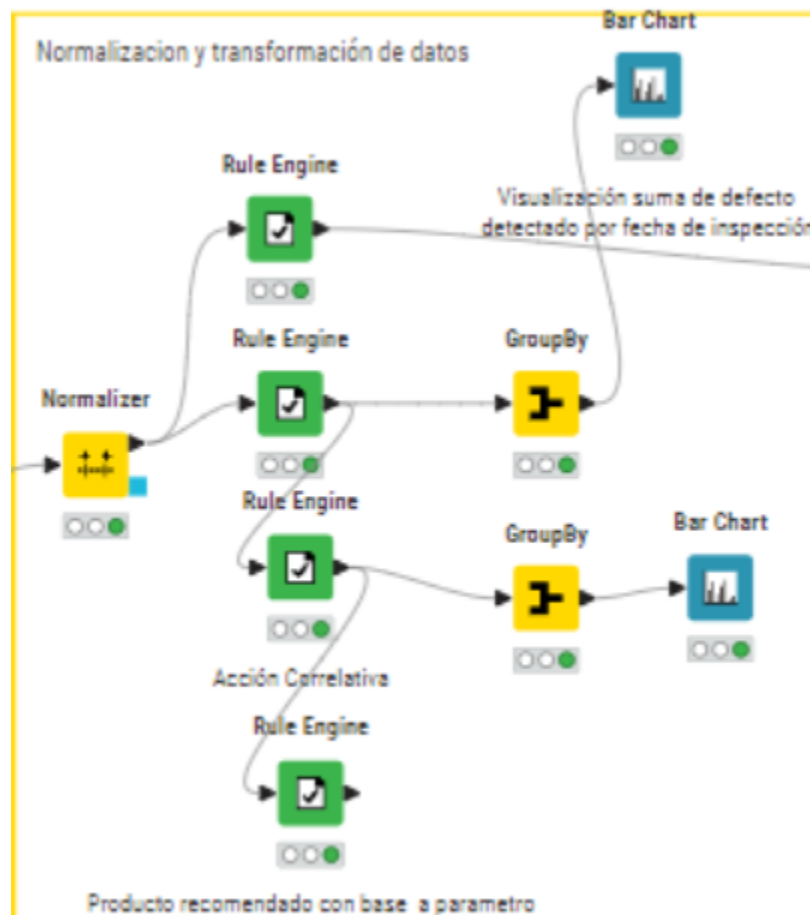 Bar Chart
Normalizacion y transformación de datos
Rule Engine
Visualización suma de defecto
detectado por fecha de inspección
Rule Engine
GroupBy
Normalizer
Rule Engine
GroupBy
Bar Chart
Acción Correlativa
Rule Engine
Producto recomendado con base a parametro